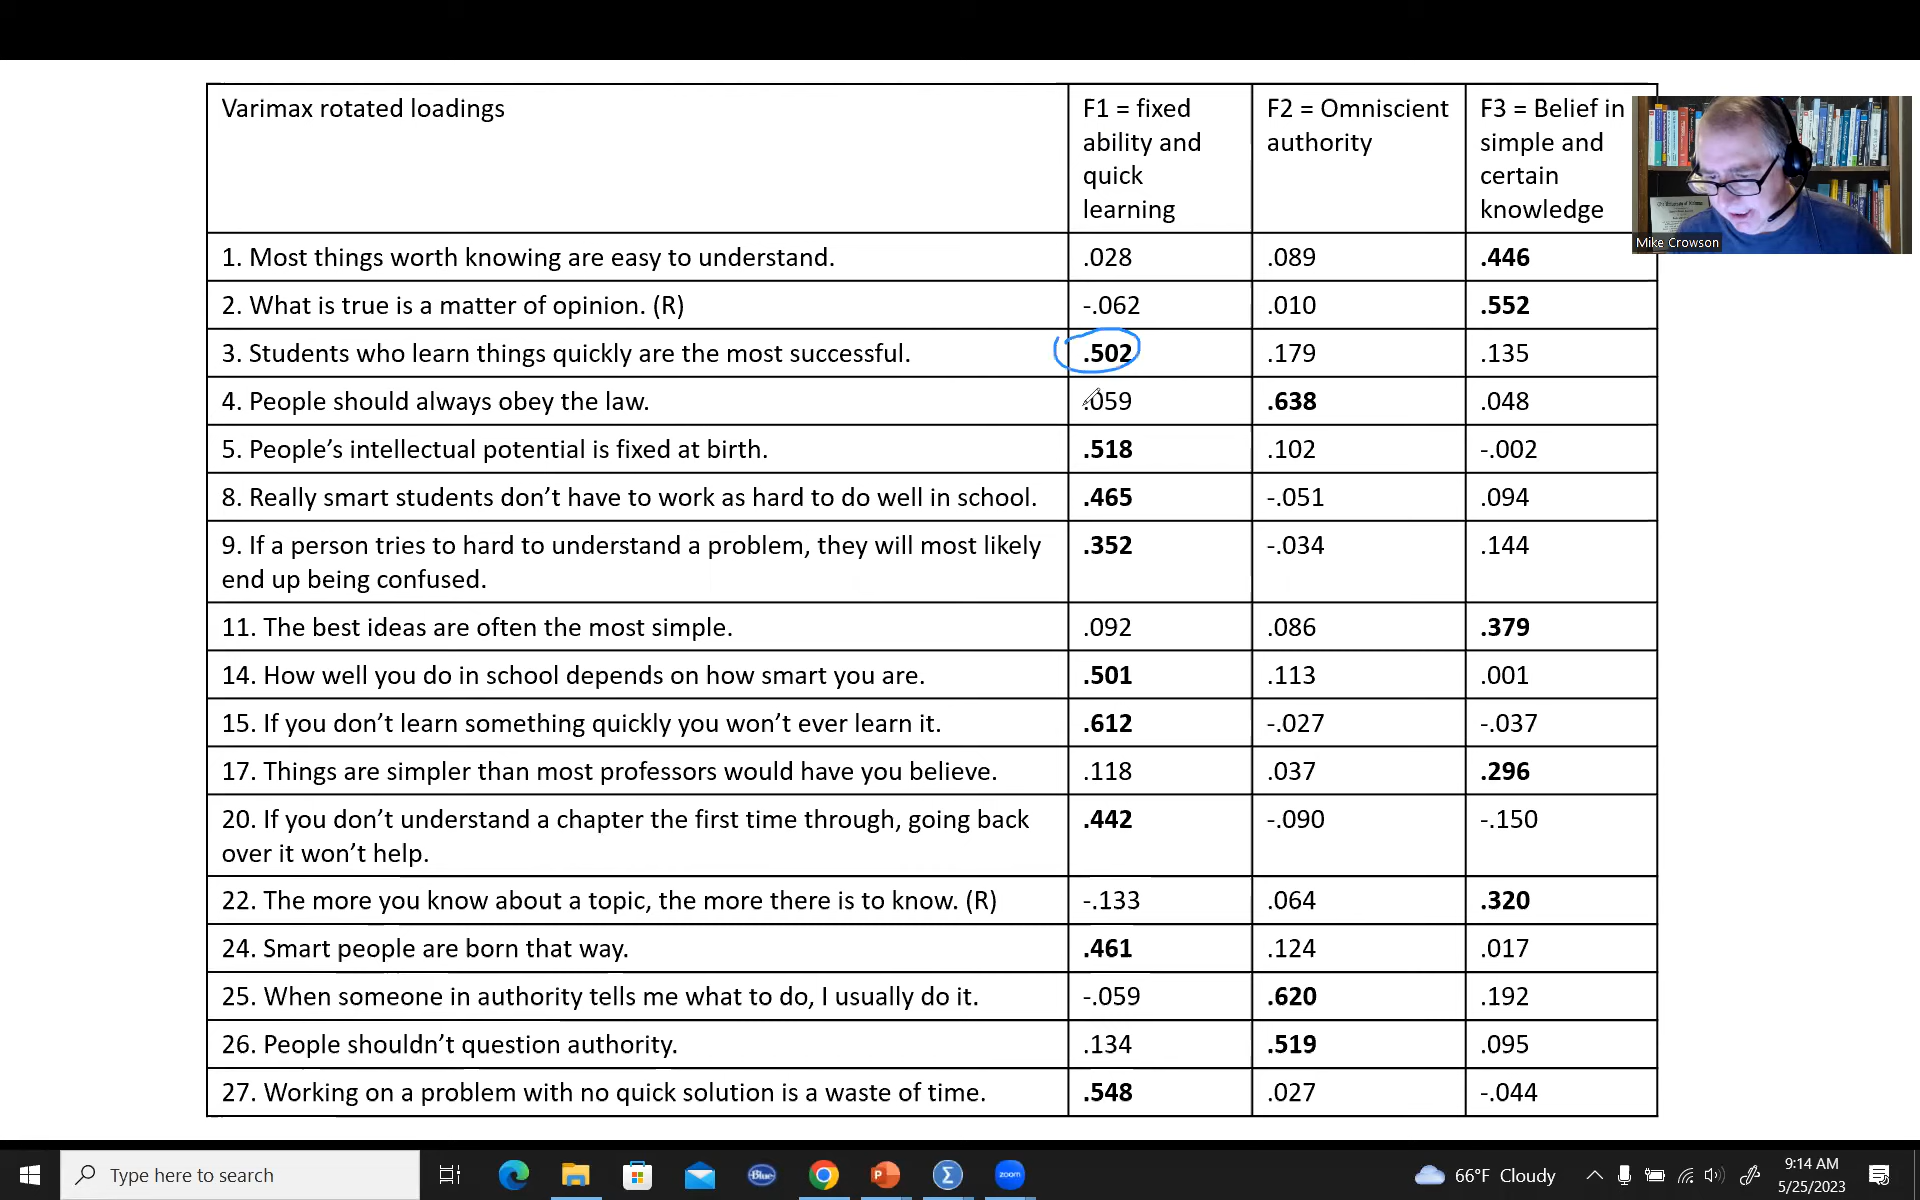 Varimax rotated loadings
F1 = fixed
ability and
quick
learning
F2 = Omniscient
authority
F3 = Belief in
simple and
certain
knowledge
Mike Crowson
1. Most things worth knowing are easy to understand. .028 .089 .446
2. What is true is a matter of opinion. (R) -.062 .010 .552
3. Students who learn things quickly are the most successful. .502 .179 .135
4. People should always obey the law. .059 .638 .048
5. People’s intellectual potential is fixed at birth. .518 .102 -.002
8. Really smart students don’t have to work as hard to do well in school. .465 -.051 .094
9. If a person tries to hard to understand a problem, they will most likely .352 -.034 .144
end up being confused.
11. The best ideas are often the most simple. .092 .086 .379
14. How well you do in school depends on how smart you are. .501 .113 .001
15. If you don’t learn something quickly you won’t ever learn it. .612 -.027 -.037
17. Things are simpler than most professors would have you believe. .118 .037 .296
20. If you don’t understand a chapter the first time through, going back .442 -.090 -.150
over it won’t help.
22. The more you know about a topic, the more there is to know. (R) -.133 .064 .320
24. Smart people are born that way. .461 .124 .017
25. When someone in authority tells me what to do, I usually do it. -.059 .620 .192
26. People shouldn’t question authority. .134 .519 .095
27. Working on a problem with no quick solution is a waste of time. .548 .027 -.044
Type here to search
Blue
zoom
66°F Cloudy
9:14 AM
5/25/2023